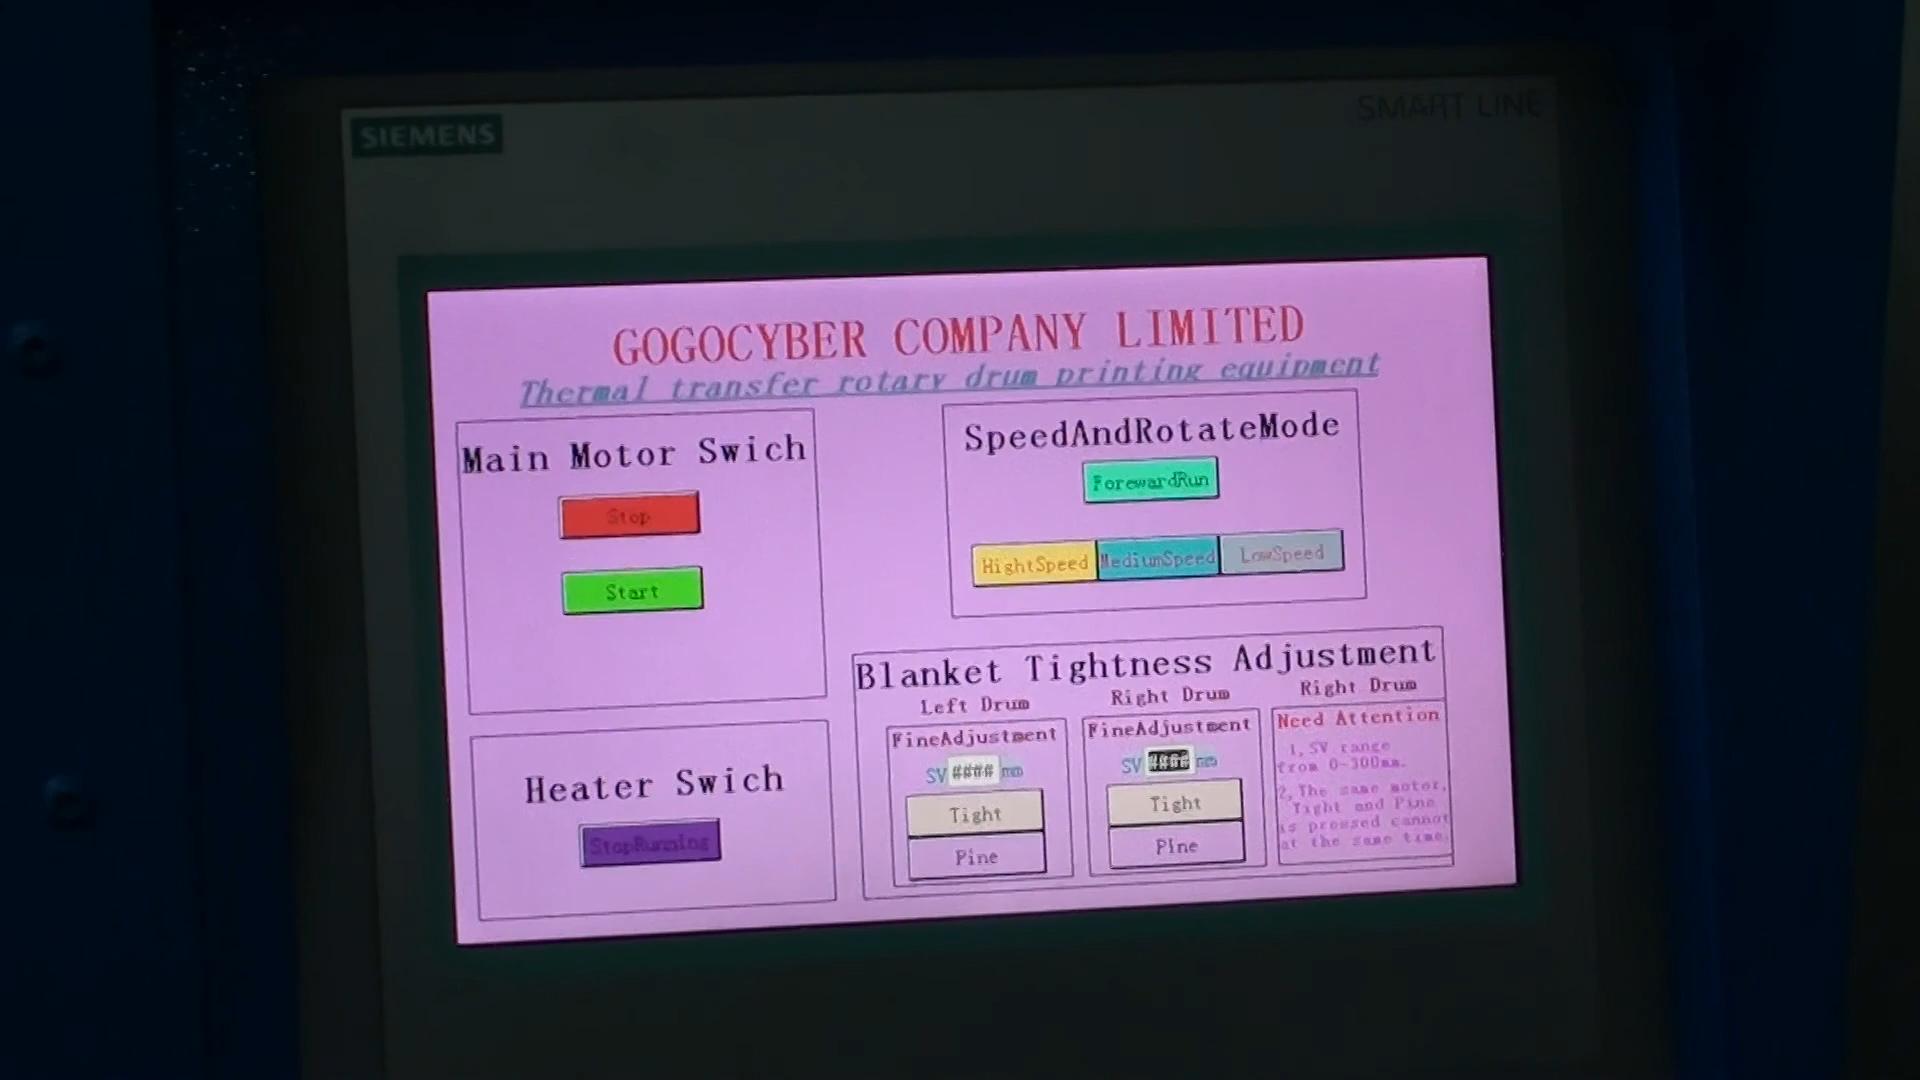 SIEMENS
SMART LINE
GOGOCYBER COMPANY LIMITED
Thermal transfer rotary drum printing equipment
Main Motor Swich
Stop
Start
SpeedAndRotateMode
ForewardRun
HightSpeed MediumSpeed LowSpeed
Heater Swich
StopRunning
Blanket Tightness Adjustment
Left Drum
FineAdjustment
SV #### mm
Tight
Pine
Right Drum
FineAdjustment
SV #### mm
Tight
Pine
Right Drum
Need Attention
1,SV range
from 0-300mm.
2,The same motor,
Tight and Pine
is pressed cannot
at the same time.